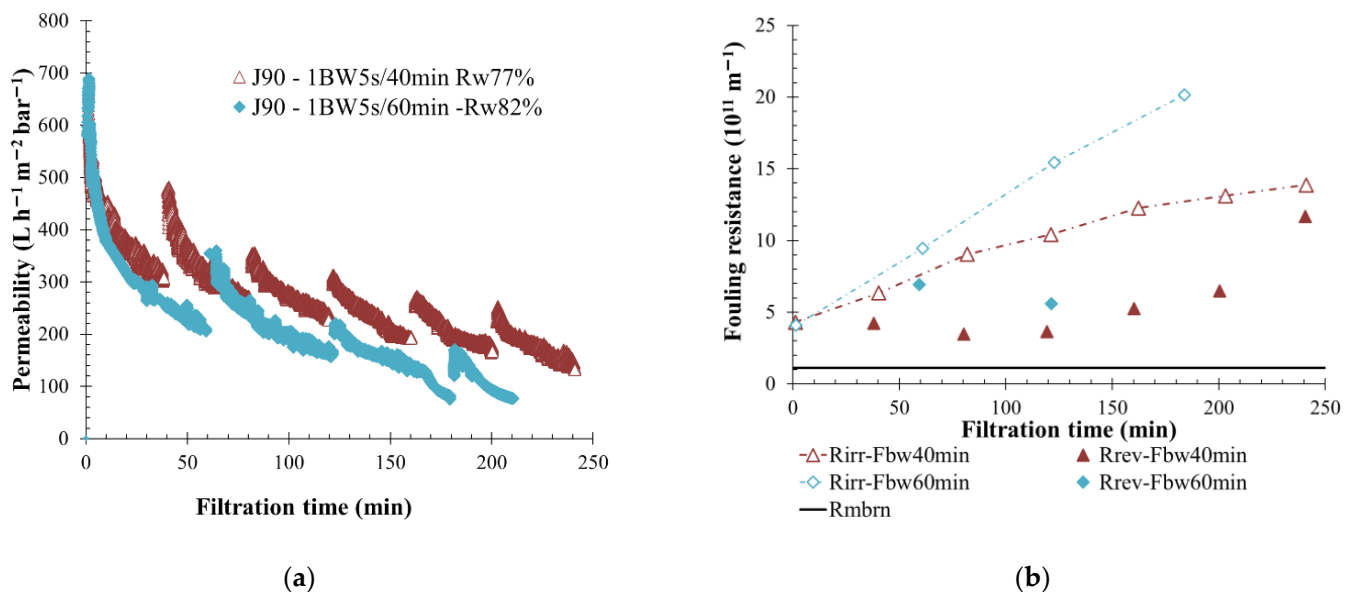 800
700
600
500
400
300
200
100
0
Permeability (L h⁻¹ m⁻² bar⁻¹)
J90 - 1BW5s/40min Rw77%
J90 - 1BW5s/60min -Rw82%
0 50 100 150 200 250
Filtration time (min)
(a)
25
20
15
10
5
0
Fouling resistance (10¹¹ m⁻¹)
0 50 100 150 200 250
Filtration time (min)
Rirr-Fbw40min Rrev-Fbw40min
Rirr-Fbw60min Rrev-Fbw60min
Rmbrn
(b)